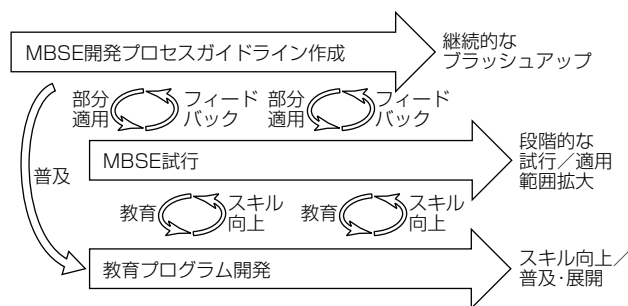 MBSE開発プロセスガイドライン作成
継続的な
ブラッシュアップ
部分
適用
フィード
バック
部分
適用
フィード
バック
普及
MBSE試行
段階的な
試行/適用
範囲拡大
教育
スキル
向上
教育
スキル
向上
教育プログラム開発
スキル向上/
普及・展開